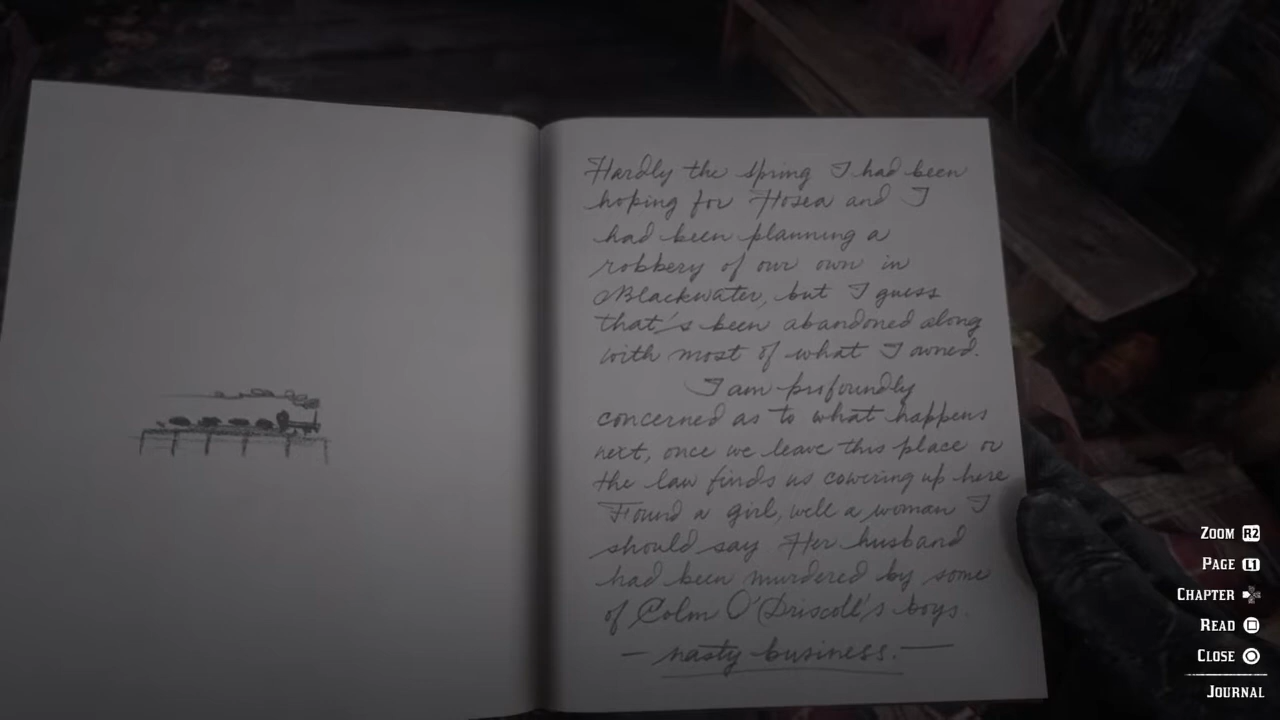 Hardly the spring I had been
hoping for Hosea and I
had been planning a
robbery of our own in
Blackwater, but I guess
that's been abandoned along
with most of what I owned.
I am profoundly
concerned as to what happens
next, once we leave this place or
the law finds us cowering up here
Found a girl, well a woman I
should say Her husband
had been murdered by some
of Colm O'Driscoll's boys.
— nasty business. —
ZOOM R2
PAGE L1
CHAPTER
READ
CLOSE
JOURNAL